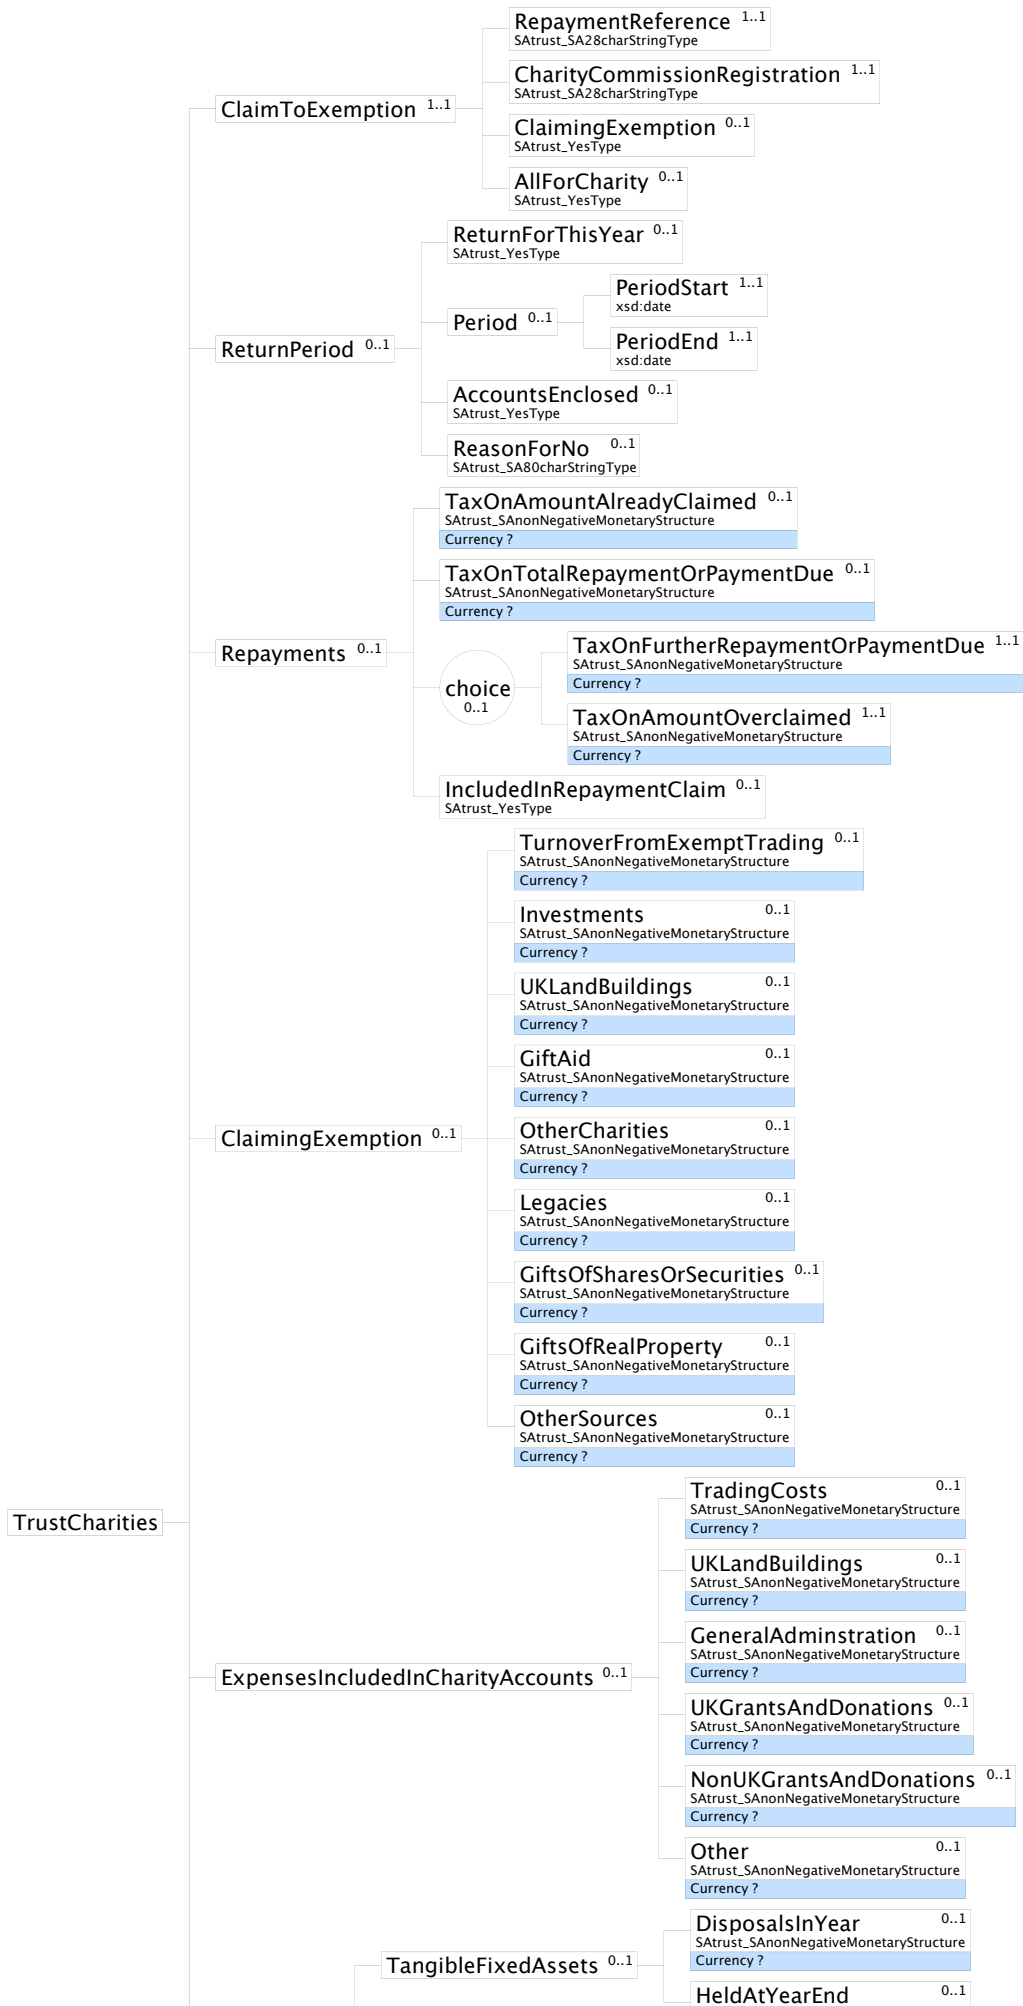 RepaymentReference 1..1
SAtrust_SA28charStringType
CharityCommissionRegistration 1..1
SAtrust_SA28charStringType
ClaimToExemption 1..1
ClaimingExemption 0..1
SAtrust_YesType
AllForCharity 0..1
SAtrust_YesType
ReturnForThisYear 0..1
SAtrust_YesType
PeriodStart 1..1
xsd:date
Period 0..1
PeriodEnd 1..1
xsd:date
ReturnPeriod 0..1
AccountsEnclosed 0..1
SAtrust_YesType
ReasonForNo 0..1
SAtrust_SA80charStringType
TaxOnAmountAlreadyClaimed 0..1
SAtrust_SAnonNegativeMonetaryStructure
Currency ?
TaxOnTotalRepaymentOrPaymentDue 0..1
SAtrust_SAnonNegativeMonetaryStructure
Currency ?
Repayments 0..1
TaxOnFurtherRepaymentOrPaymentDue 1..1
SAtrust_SAnonNegativeMonetaryStructure
Currency ?
choice
0..1
TaxOnAmountOverclaimed 1..1
SAtrust_SAnonNegativeMonetaryStructure
Currency ?
IncludedInRepaymentClaim 0..1
SAtrust_YesType
TurnoverFromExemptTrading 0..1
SAtrust_SAnonNegativeMonetaryStructure
Currency ?
Investments 0..1
SAtrust_SAnonNegativeMonetaryStructure
Currency ?
UKLandBuildings 0..1
SAtrust_SAnonNegativeMonetaryStructure
Currency ?
GiftAid 0..1
SAtrust_SAnonNegativeMonetaryStructure
Currency ?
ClaimingExemption 0..1
OtherCharities 0..1
SAtrust_SAnonNegativeMonetaryStructure
Currency ?
Legacies 0..1
SAtrust_SAnonNegativeMonetaryStructure
Currency ?
GiftsOfSharesOrSecurities 0..1
SAtrust_SAnonNegativeMonetaryStructure
Currency ?
GiftsOfRealProperty 0..1
SAtrust_SAnonNegativeMonetaryStructure
Currency ?
OtherSources 0..1
SAtrust_SAnonNegativeMonetaryStructure
Currency ?
TrustCharities
TradingCosts 0..1
SAtrust_SAnonNegativeMonetaryStructure
Currency ?
UKLandBuildings 0..1
SAtrust_SAnonNegativeMonetaryStructure
Currency ?
GeneralAdminstration 0..1
SAtrust_SAnonNegativeMonetaryStructure
Currency ?
ExpensesIncludedInCharityAccounts 0..1
UKGrantsAndDonations 0..1
SAtrust_SAnonNegativeMonetaryStructure
Currency ?
NonUKGrantsAndDonations 0..1
SAtrust_SAnonNegativeMonetaryStructure
Currency ?
Other 0..1
SAtrust_SAnonNegativeMonetaryStructure
Currency ?
DisposalsInYear 0..1
SAtrust_SAnonNegativeMonetaryStructure
Currency ?
TangibleFixedAssets 0..1
HeldAtYearEnd 0..1